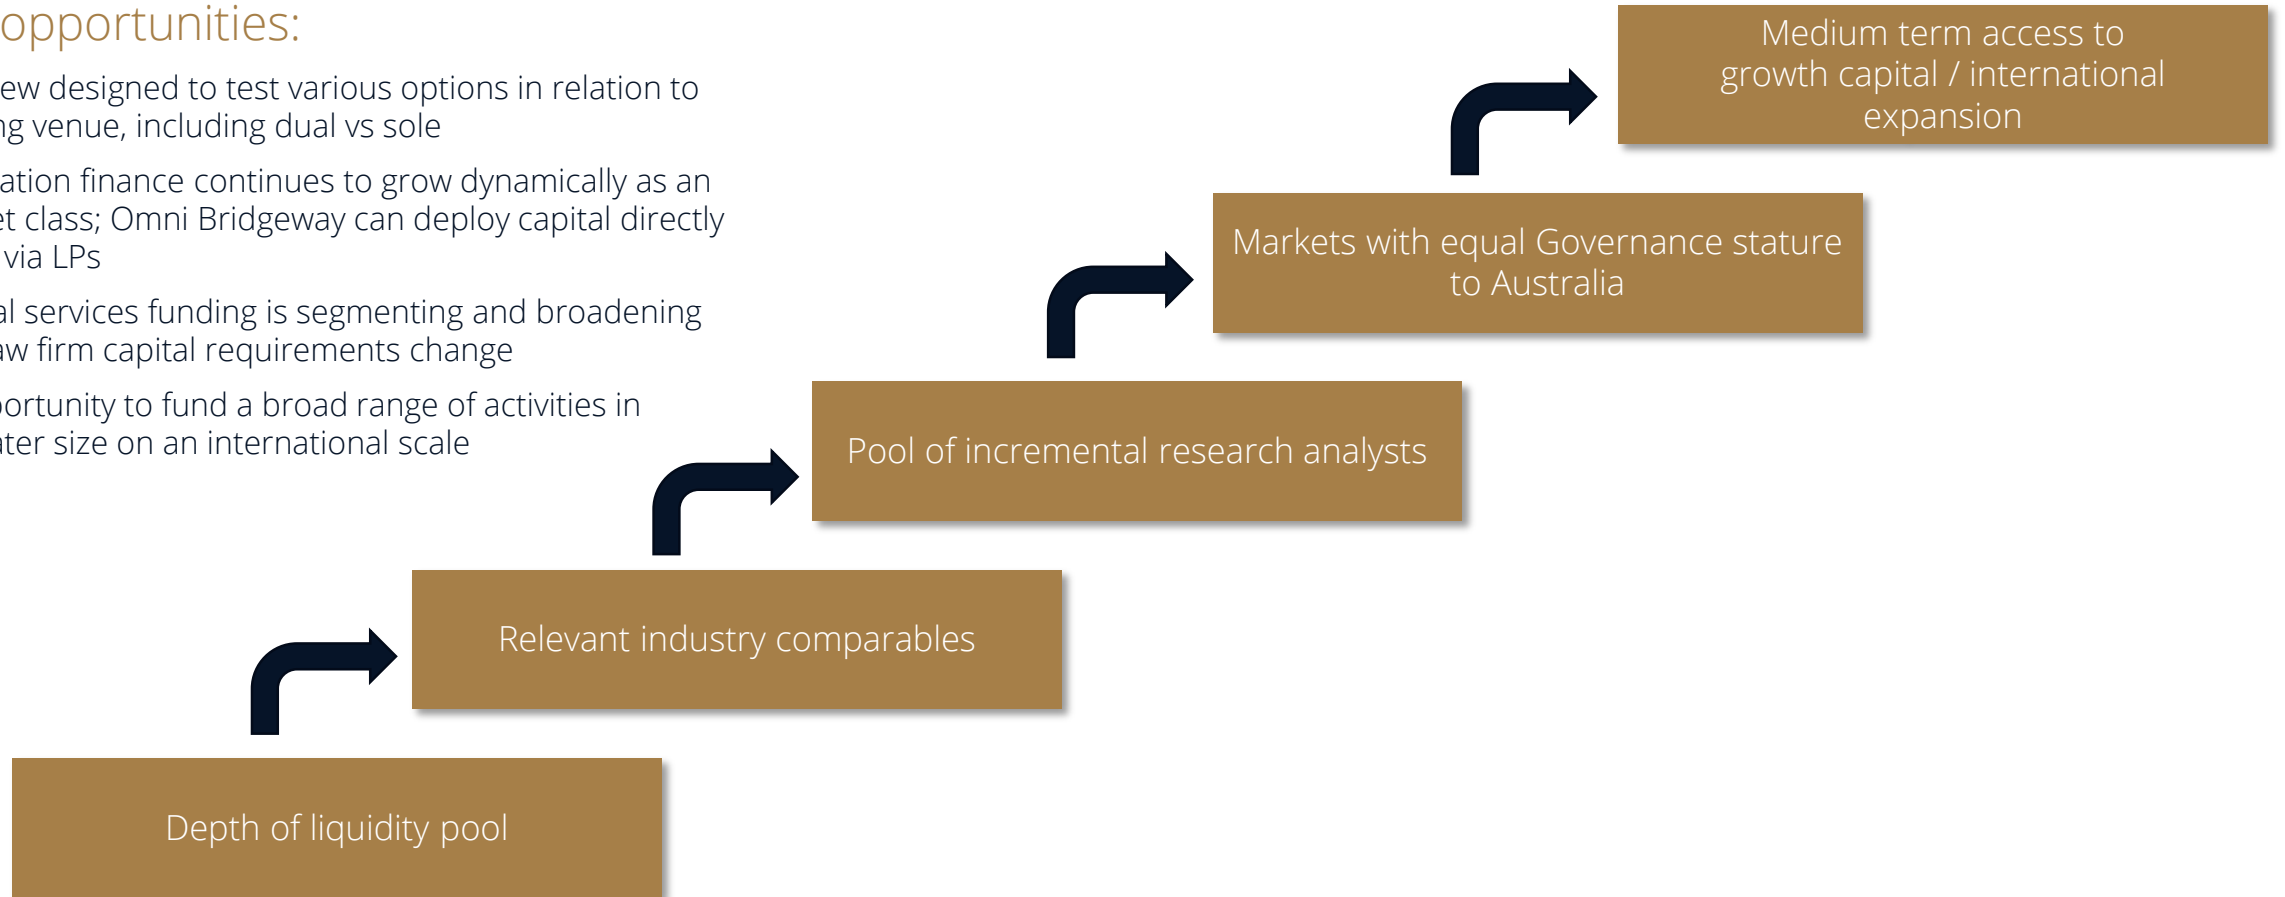 opportunities:
ew designed to test various options in relation to
ng venue, including dual vs sole
ation finance continues to grow dynamically as an
et class; Omni Bridgeway can deploy capital directly
via LPs
al services funding is segmenting and broadening
aw firm capital requirements change
portunity to fund a broad range of activities in
ater size on an international scale
Medium term access to
growth capital / international
expansion
Markets with equal Governance stature
to Australia
Pool of incremental research analysts
Relevant industry comparables
Depth of liquidity pool